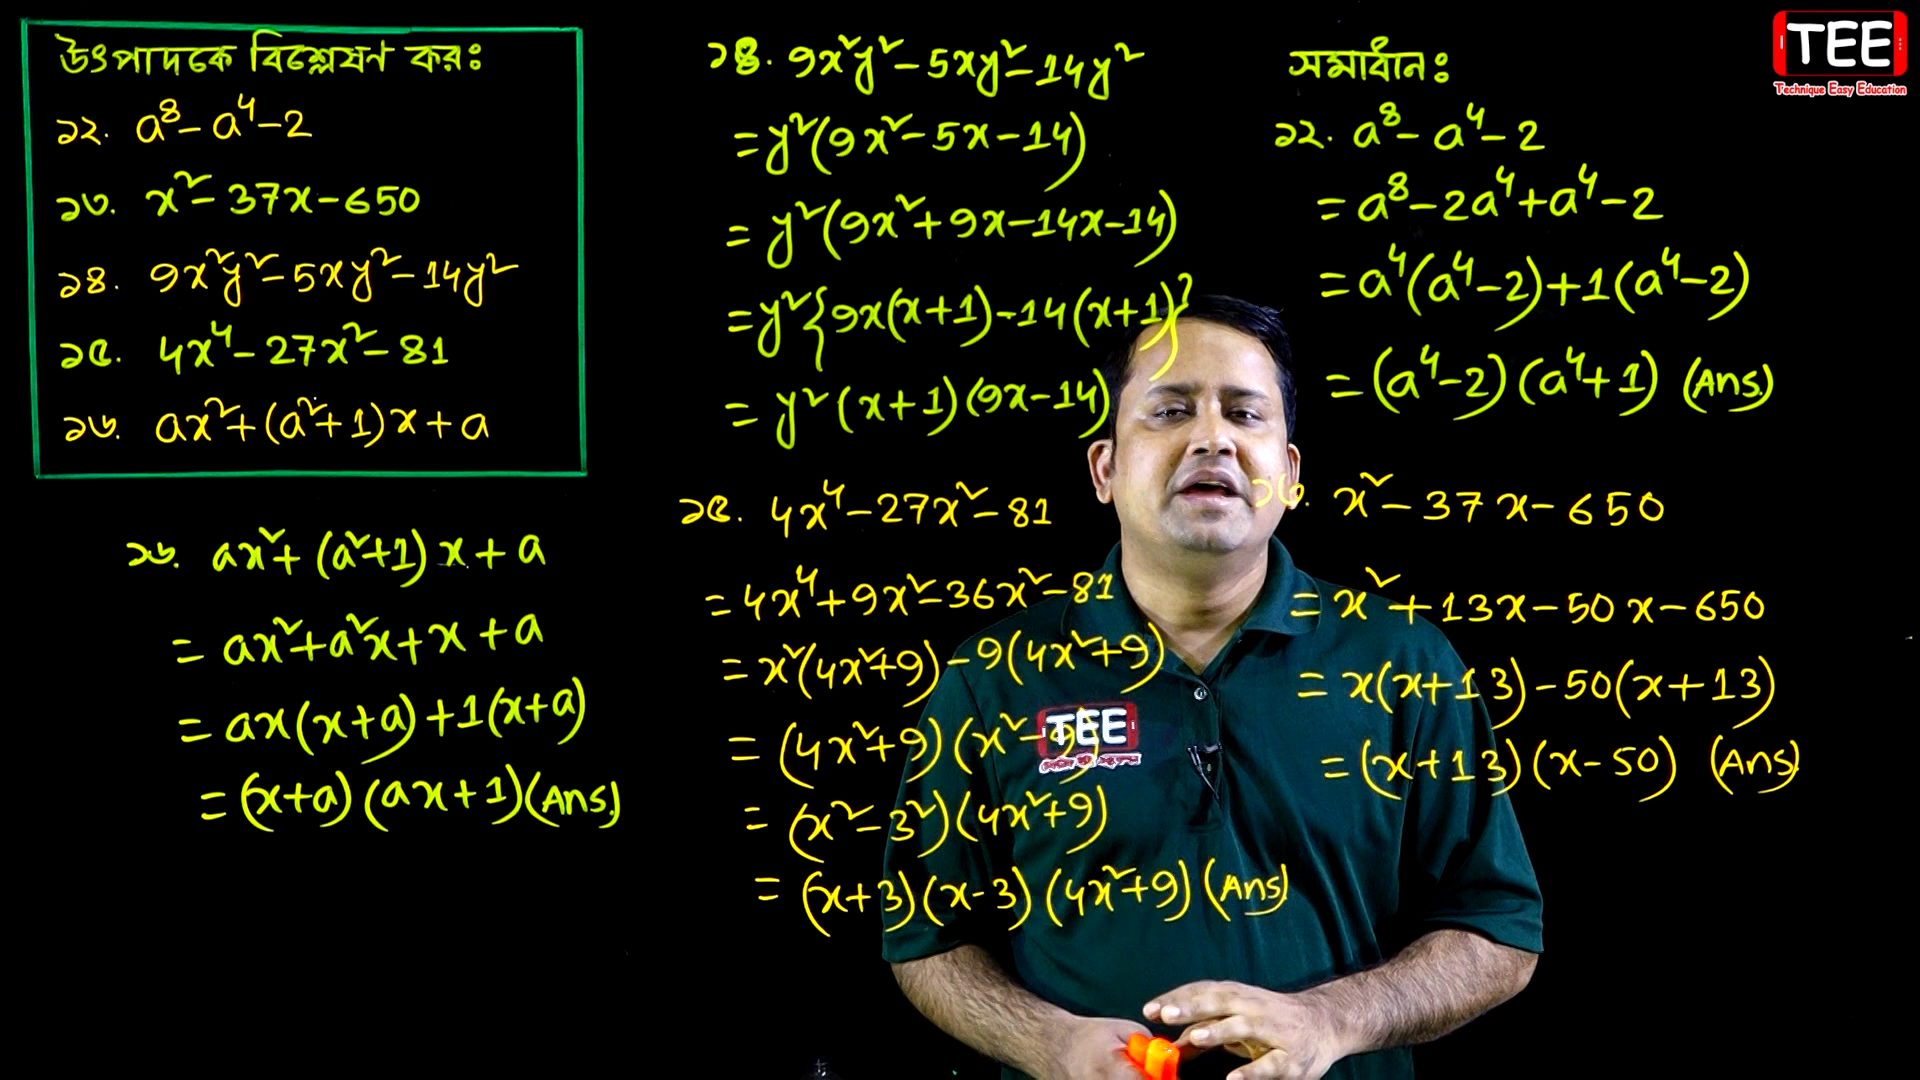 উৎপাদকে বিশ্লেষণ করঃ
১২. a⁸-a⁴-2
১৩. x²-37x-650
১৪. 9x²y²-5xy²-14y²
১৫. 4x⁴-27x²-81
১৬. ax²+(a²+1)x+a
১৬. ax²+(a²+1)x+a
= ax²+a²x+x+a
= ax(x+a)+1(x+a)
= (x+a)(ax+1)(Ans.)
১৪. 9x²y²-5xy²-14y²
= y²(9x²-5x-14)
= y²(9x²+9x-14x-14)
= y²{9x(x+1)-14(x+1)}
= y²(x+1)(9x-14)
১৫. 4x⁴-27x²-81
= 4x⁴+9x²-36x²-81
= x²(4x²+9)-9(4x²+9)
= (4x²+9)(x²-9)
= (x²-3²)(4x²+9)
= (x+3)(x-3)(4x²+9)(Ans)
সমাধানঃ
১২. a⁸-a⁴-2
= a⁸-2a⁴+a⁴-2
= a⁴(a⁴-2)+1(a⁴-2)
= (a⁴-2)(a⁴+1) (Ans.)
১৩. x²-37x-650
= x²+13x-50x-650
= x(x+13)-50(x+13)
= (x+13)(x-50) (Ans)
TEE
Technique Easy Education
TEE